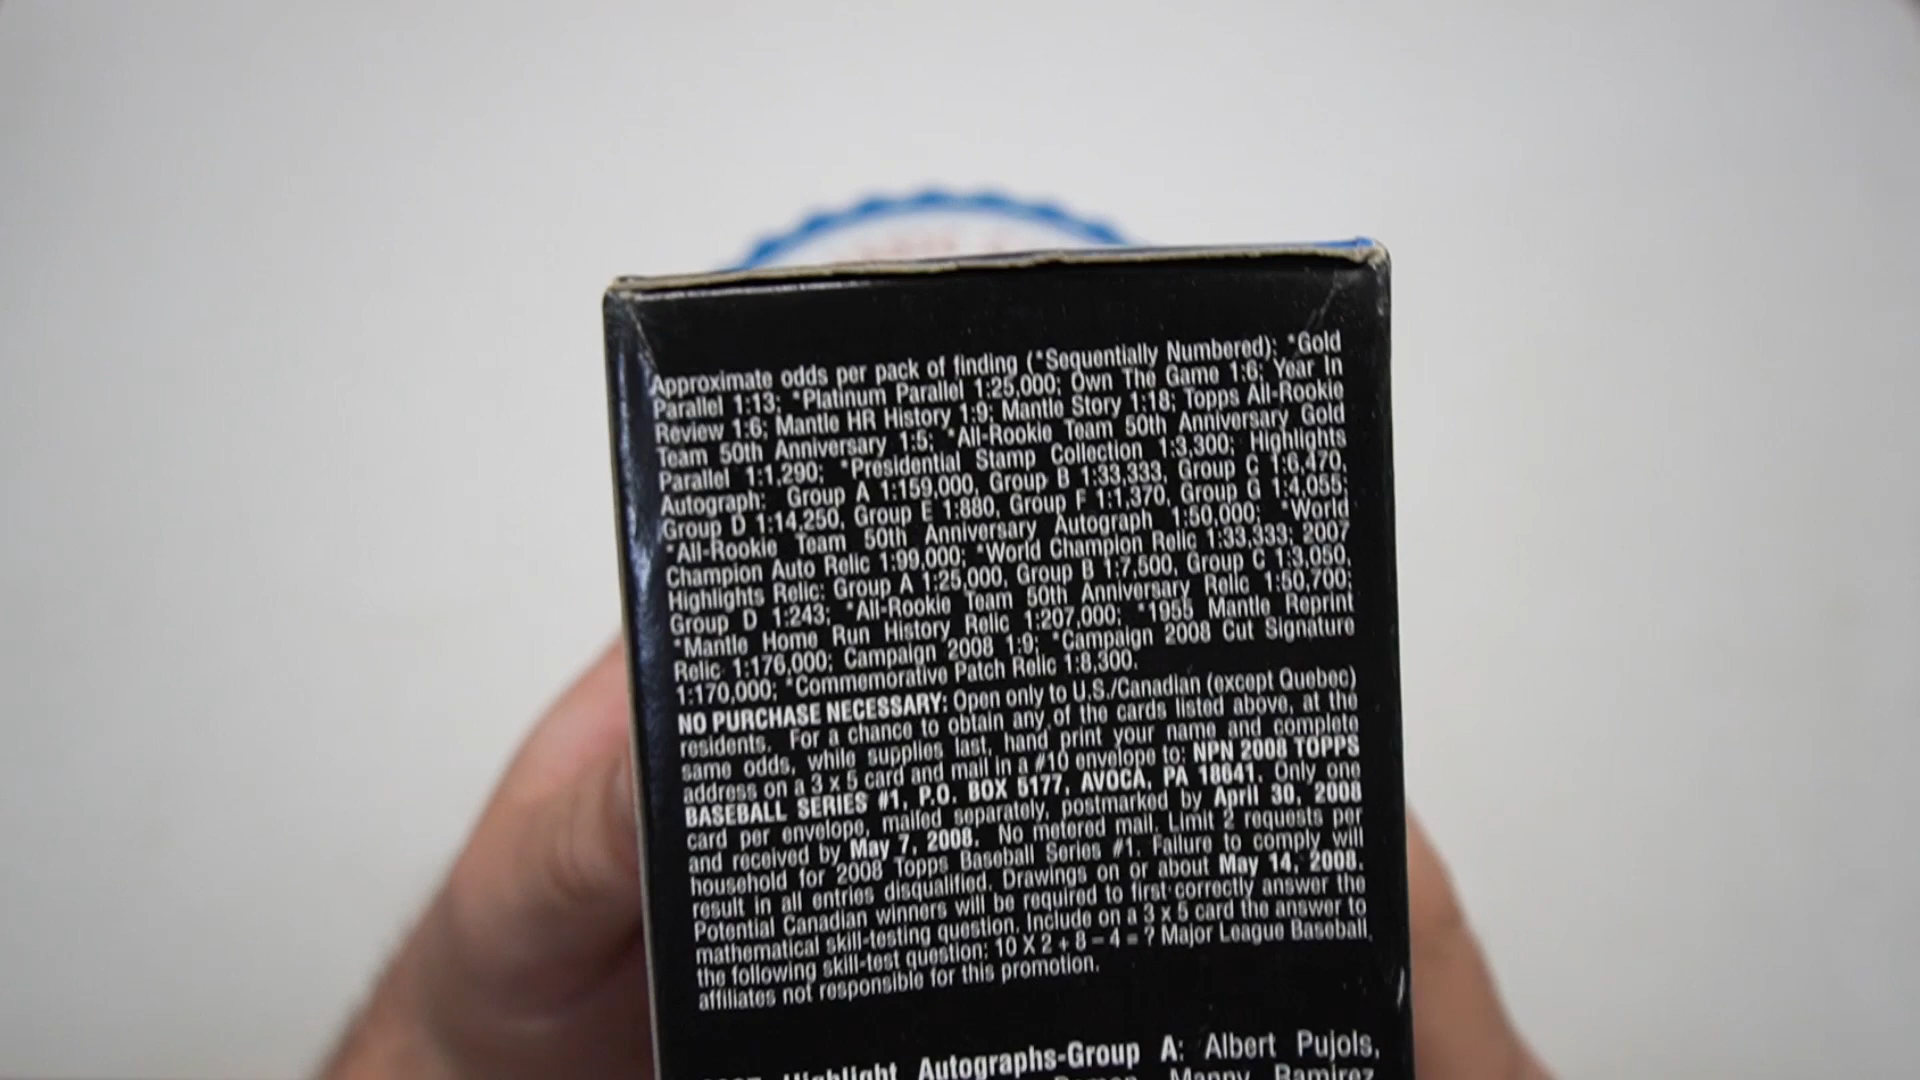 Approximate odds per pack of finding (*Sequentially Numbered): *Gold
Parallel 1:13; *Platinum Parallel 1:25,000; Own The Game 1:6; Year In
Review 1:6; Mantle HR History 1:9; Mantle Story 1:18; Topps All-Rookie
Team 50th Anniversary 1:5; *All-Rookie Team 50th Anniversary Gold
Parallel 1:1,290; *Presidential Stamp Collection 1:3,300; Highlights
Autograph: Group A 1:159,000, Group B 1:33,333, Group C 1:6,470,
Group D 1:14,250, Group E 1:880, Group F 1:1,370, Group G 1:4,055;
*All-Rookie Team 50th Anniversary Autograph 1:50,000; *World
Champion Auto Relic 1:99,000; *World Champion Relic 1:33,333; 2007
Highlights Relic: Group A 1:25,000, Group B 1:7,500, Group C 1:3,050,
Group D 1:243; *All-Rookie Team 50th Anniversary Relic 1:50,700;
*Mantle Home Run History Relic 1:207,000; *1955 Mantle Reprint
Relic 1:176,000; Campaign 2008 1:9; *Campaign 2008 Cut Signature
1:170,000; *Commemorative Patch Relic 1:8,300.
NO PURCHASE NECESSARY: Open only to U.S./Canadian (except Quebec)
residents. For a chance to obtain any of the cards listed above, at the
same odds, while supplies last, hand print your name and complete
address on a 3 x 5 card and mail in a #10 envelope to: NPN 2008 TOPPS
BASEBALL SERIES #1, P.O. BOX 5177, AVOCA, PA 18641. Only one
card per envelope, mailed separately, postmarked by April 30, 2008
and received by May 7, 2008. No metered mail. Limit 2 requests per
household for 2008 Topps Baseball Series #1. Failure to comply will
result in all entries disqualified. Drawings on or about May 14, 2008.
Potential Canadian winners will be required to first correctly answer the
mathematical skill-testing question. Include on a 3 x 5 card the answer to
the following skill-test question: 10 X 2 + 8 – 4 = ? Major League Baseball,
affiliates not responsible for this promotion.
Highlight Autographs-Group A: Albert Pujols,
Manny Ramirez,